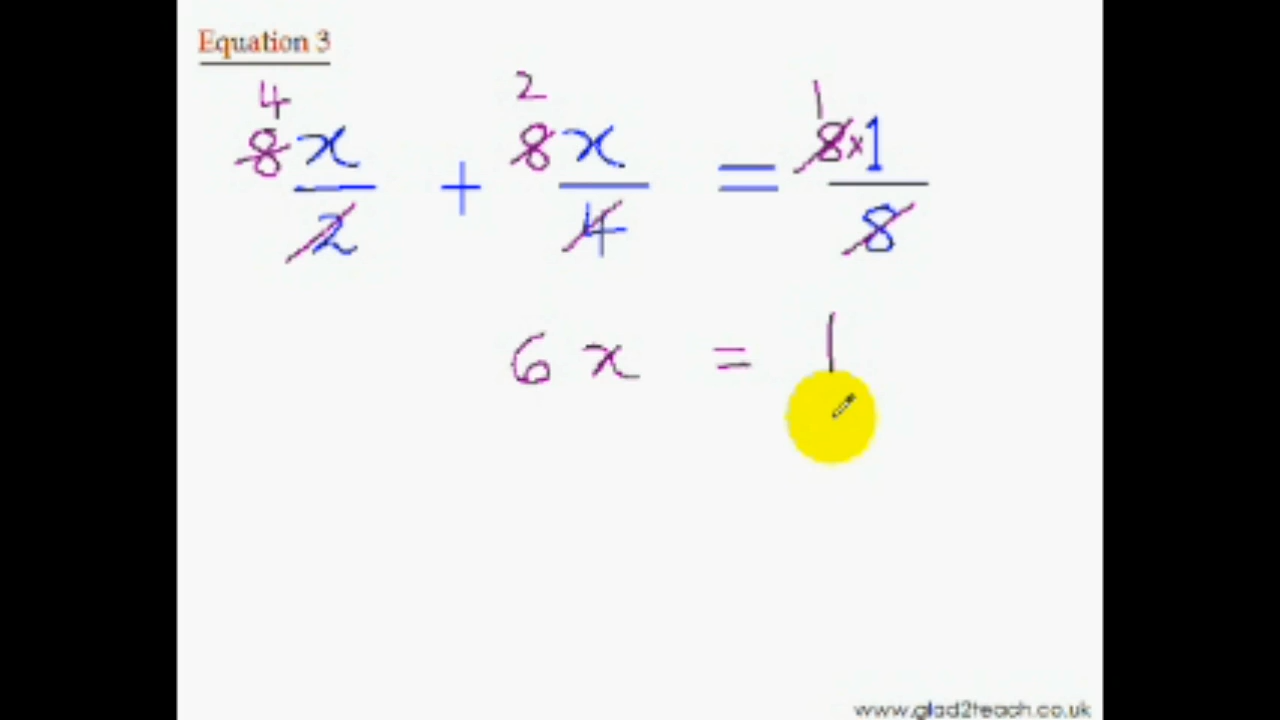 Equation 3
4 2 1
8x + 8x = 8×1
2 4 8
6x = 1
www.glad2teach.co.uk